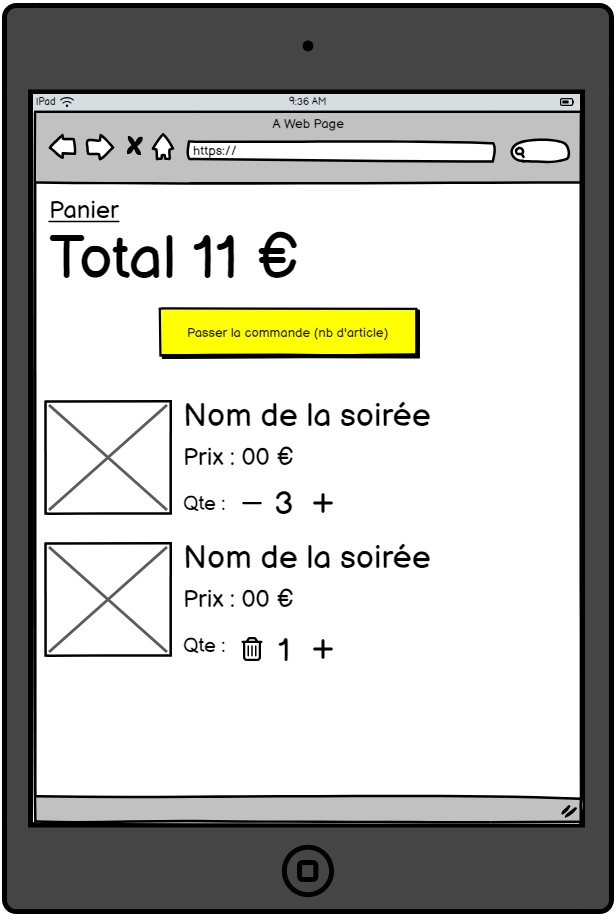 iPad 9:36 AM
A Web Page
https://
Panier
Total 11 €
Passer la commande (nb d'article)
Nom de la soirée
Prix : 00 €
Qte : − 3 +
Nom de la soirée
Prix : 00 €
Qte : 1 +